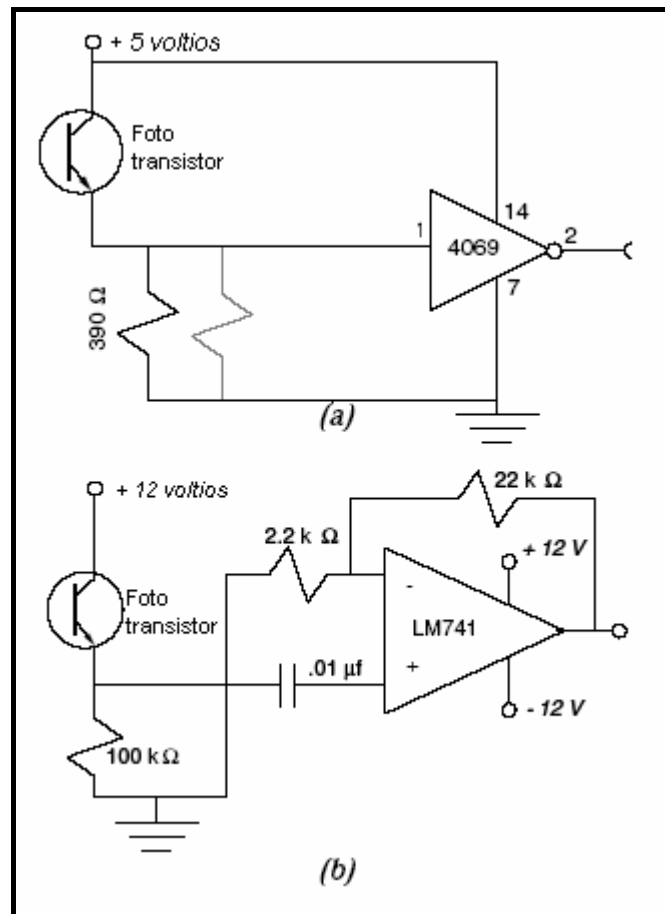 + 5 voltios
Foto
transistor
14
1
4069
2
7
390 Ω
(a)
+ 12 voltios
22 k Ω
2.2 k Ω
+ 12 V
Foto
transistor
-
LM741
.01 µf
+
- 12 V
100 k Ω
(b)